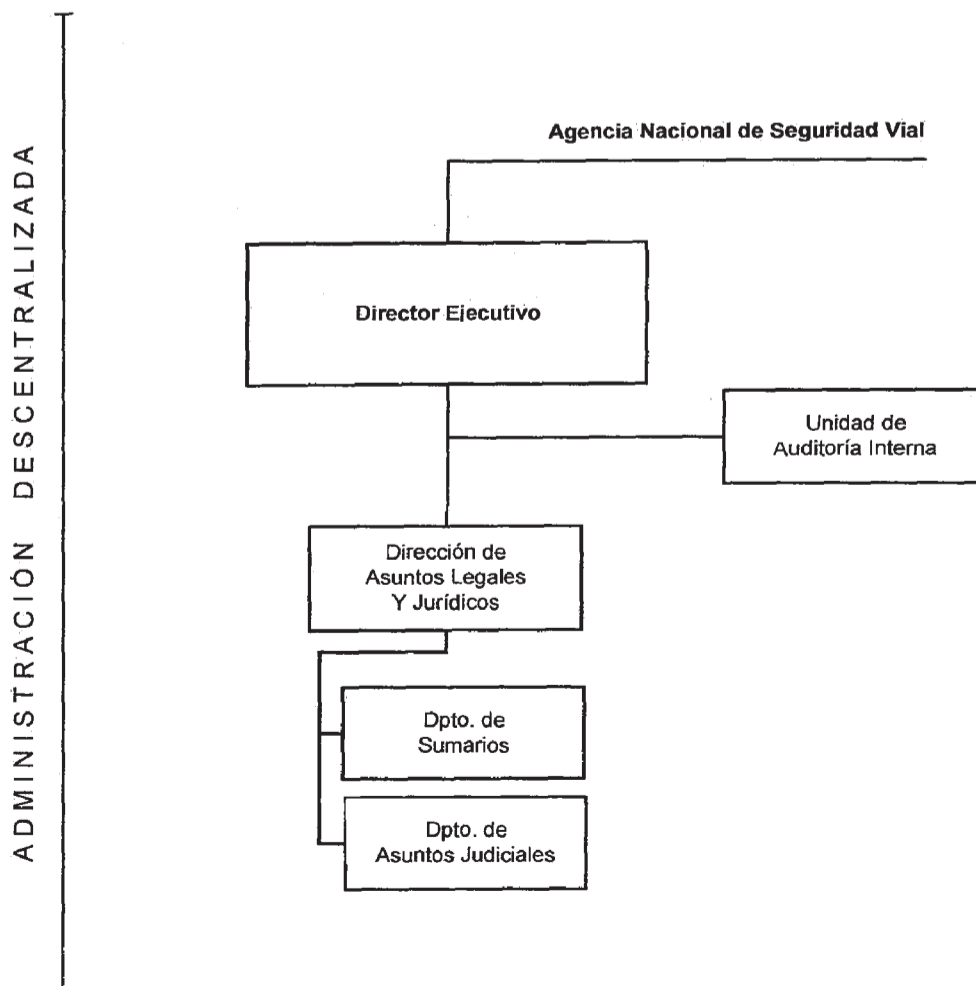 ADMINISTRACIÓN DESCENTRALIZADA
Agencia Nacional de Seguridad Vial
Director Ejecutivo
Unidad de
Auditoría Interna
Dirección de
Asuntos Legales
Y Jurídicos
Dpto. de
Sumarios
Dpto. de
Asuntos Judiciales